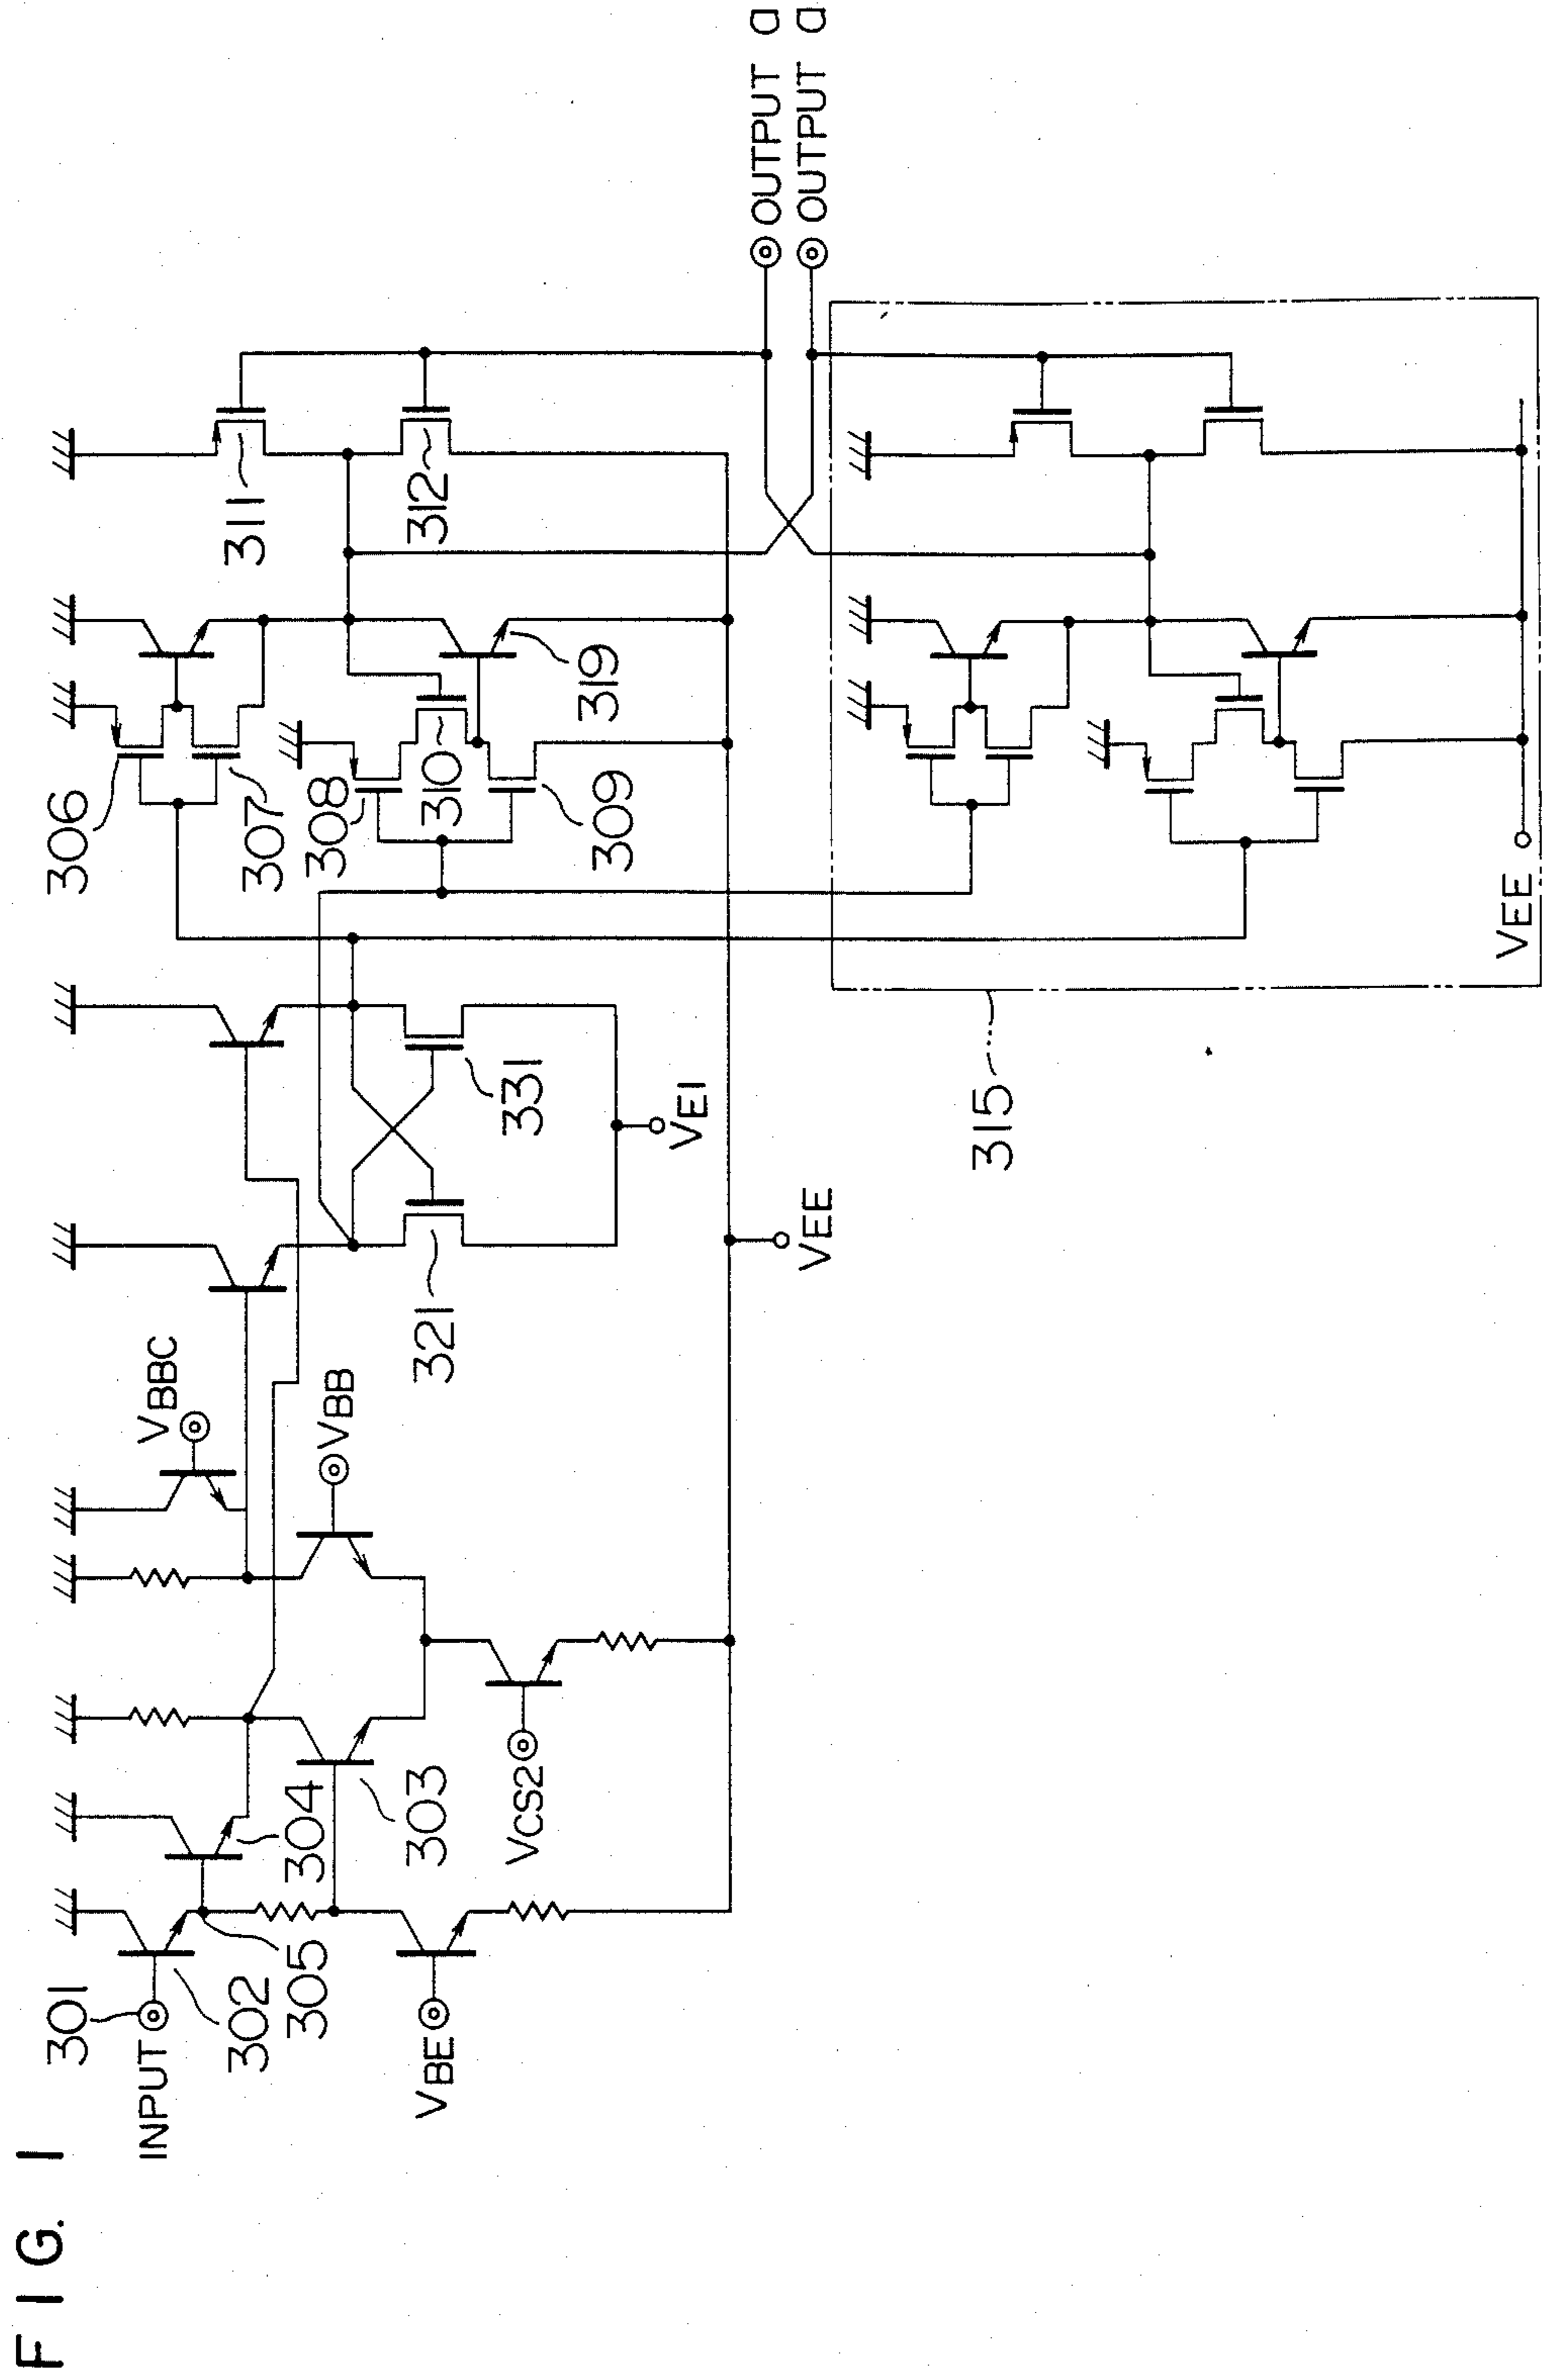 FIG. 1
INPUT
301
302
305
304
303
VBE
VCS2
VBBC
VBB
321
331
VE1
VEE
306
307
308
310
309
319
311
312
OUTPUT a
OUTPUT a
315
VEE